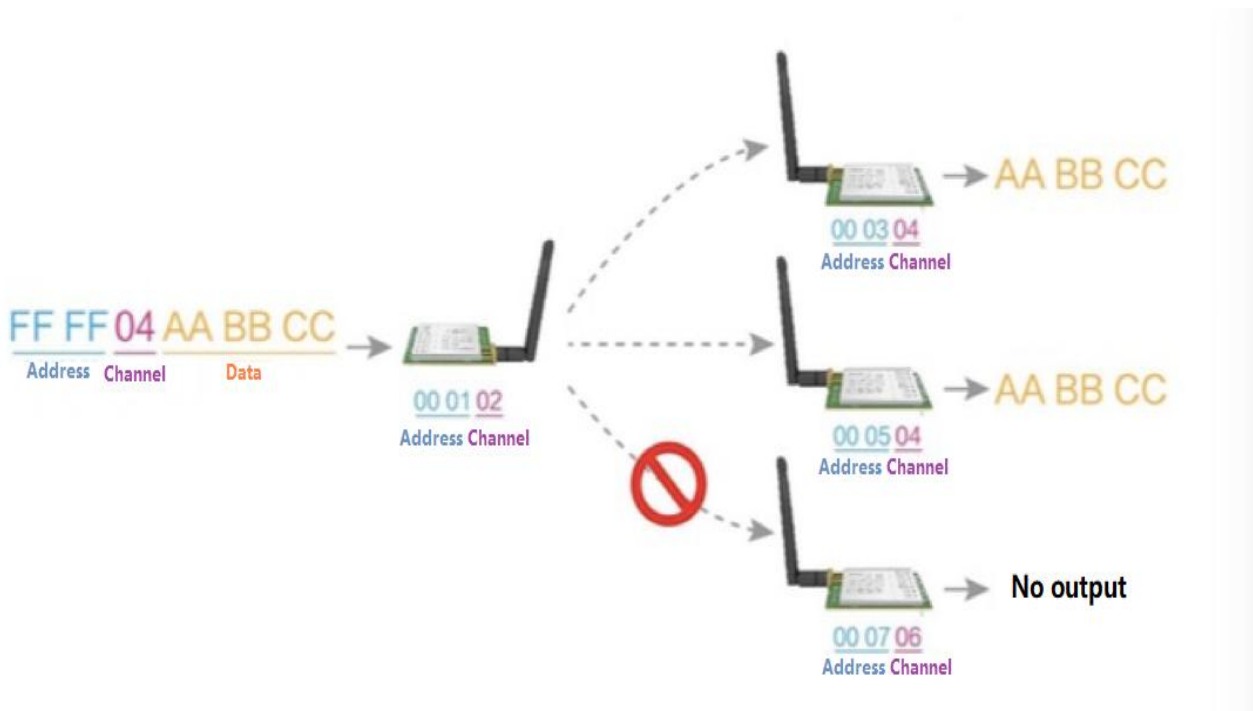 FF FF 04 AA BB CC
Address Channel Data
00 01 02
Address Channel
AA BB CC
00 03 04
Address Channel
AA BB CC
00 05 04
Address Channel
No output
00 07 06
Address Channel